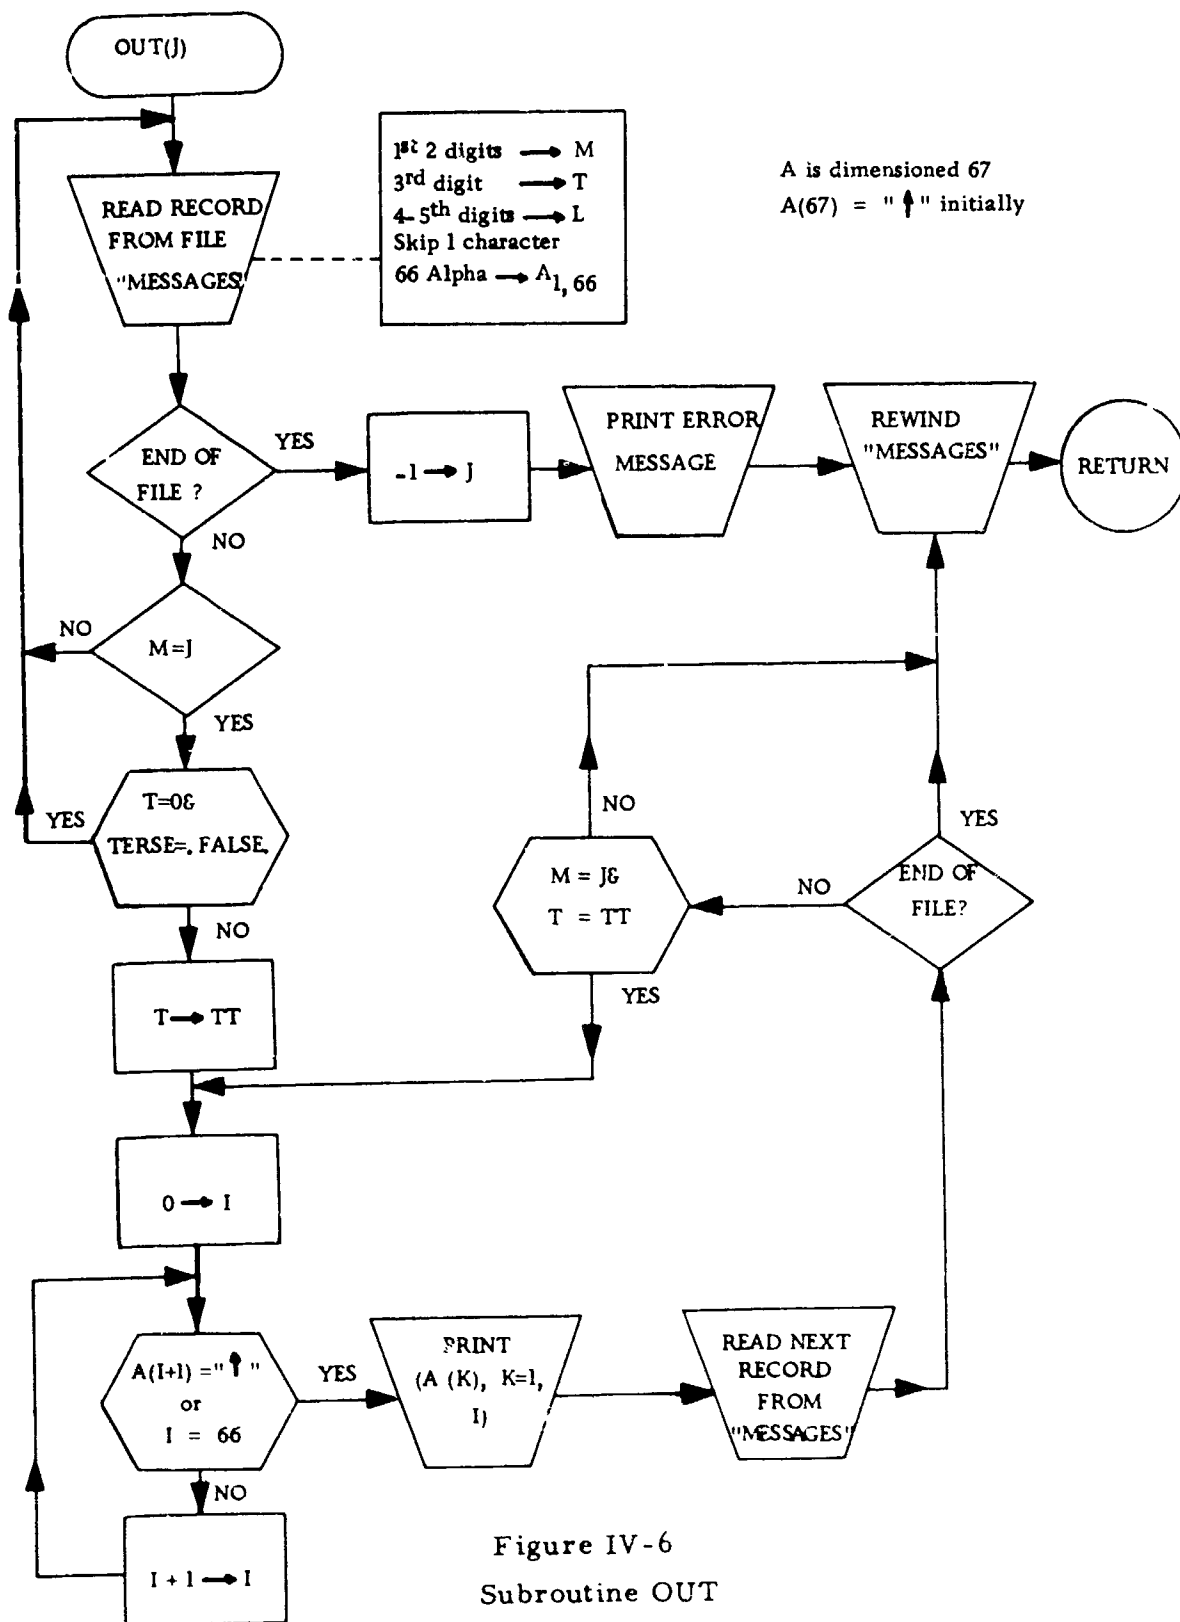 OUT(J)
1st 2 digits → M
3rd digit → T
4-5th digits → L
Skip 1 character
66 Alpha → A1, 66
A is dimensioned 67
A(67) = "↑" initially
READ RECORD
FROM FILE
"MESSAGES"
END OF
FILE ?
YES
NO
-1 → J
PRINT ERROR
MESSAGE
REWIND
"MESSAGES"
RETURN
M=J
NO
YES
T=0&
TERSE=.FALSE.
YES
NO
T → TT
M = J&
T = TT
NO
YES
END OF
FILE?
NO
YES
0 → I
A(I+1) = "↑"
or
I = 66
YES
NO
PRINT
(A (K), K=1,
I)
READ NEXT
RECORD
FROM
"MESSAGES"
I + 1 → I
Figure IV-6
Subroutine OUT